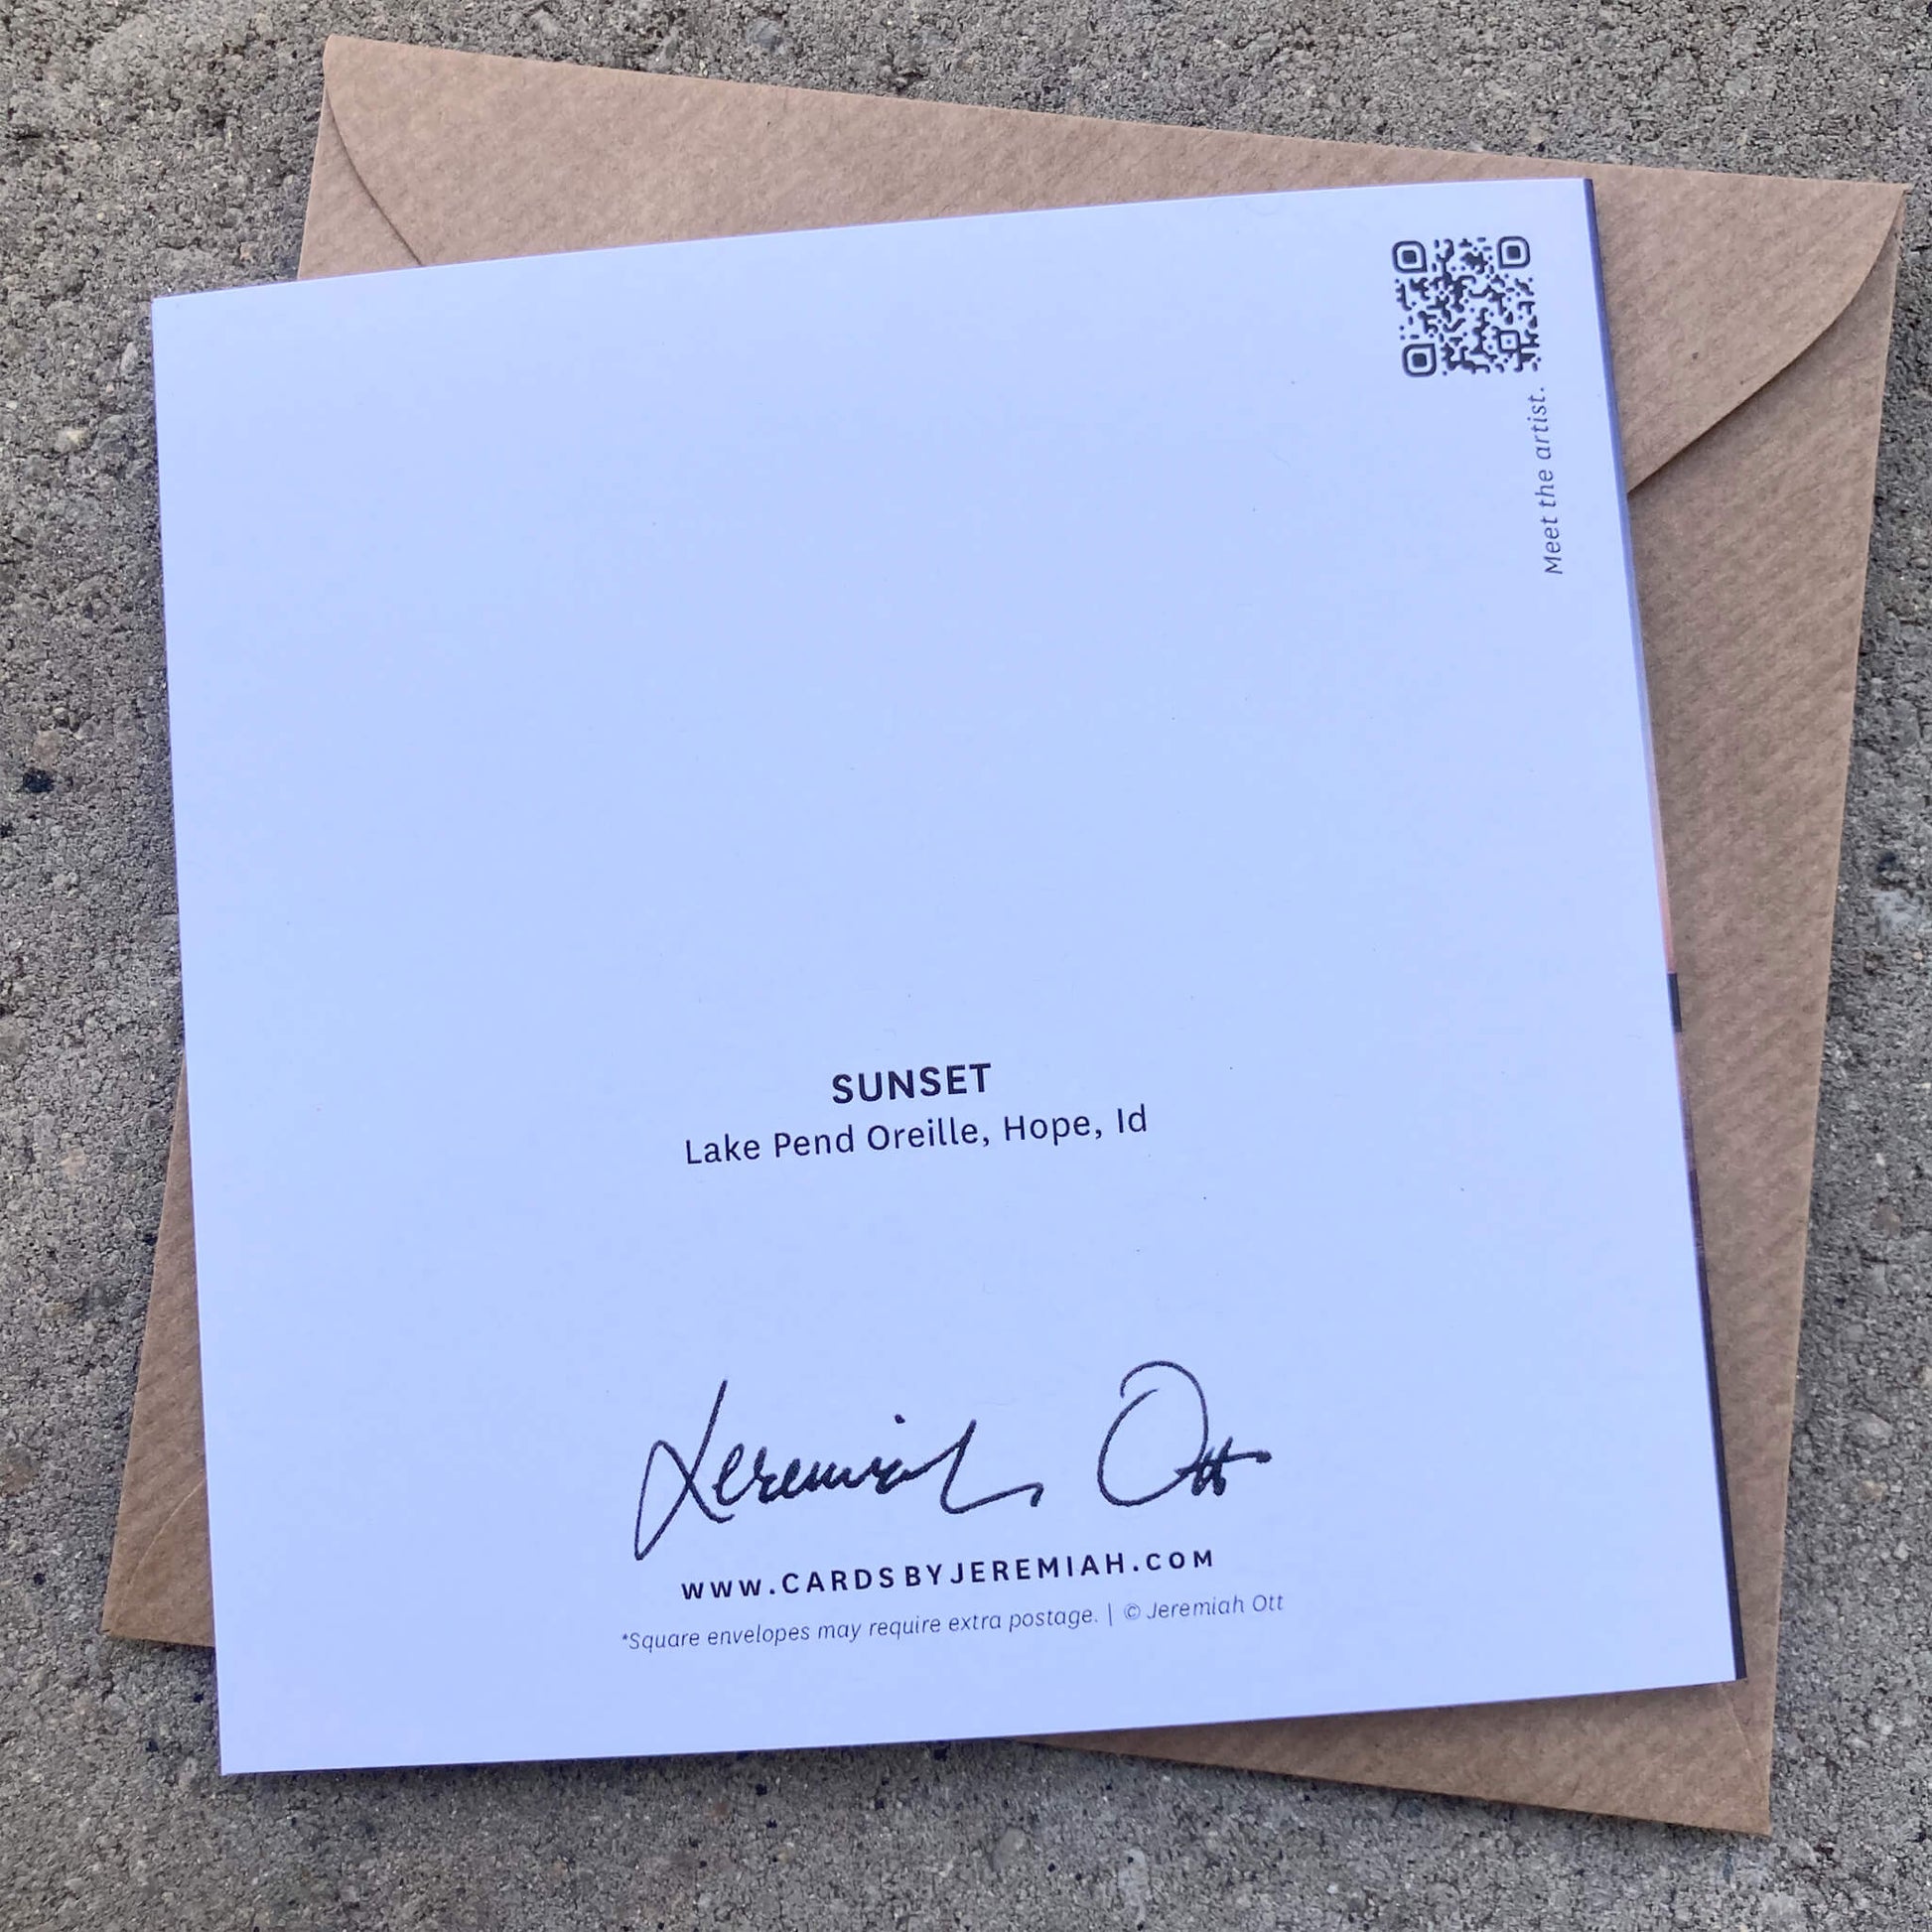 Meet the artist.
SUNSET
Lake Pend Oreille, Hope, Id
Jeremiah Ott
WWW.CARDSBYJEREMIAH.COM
*Square envelopes may require extra postage. | © Jeremiah Ott